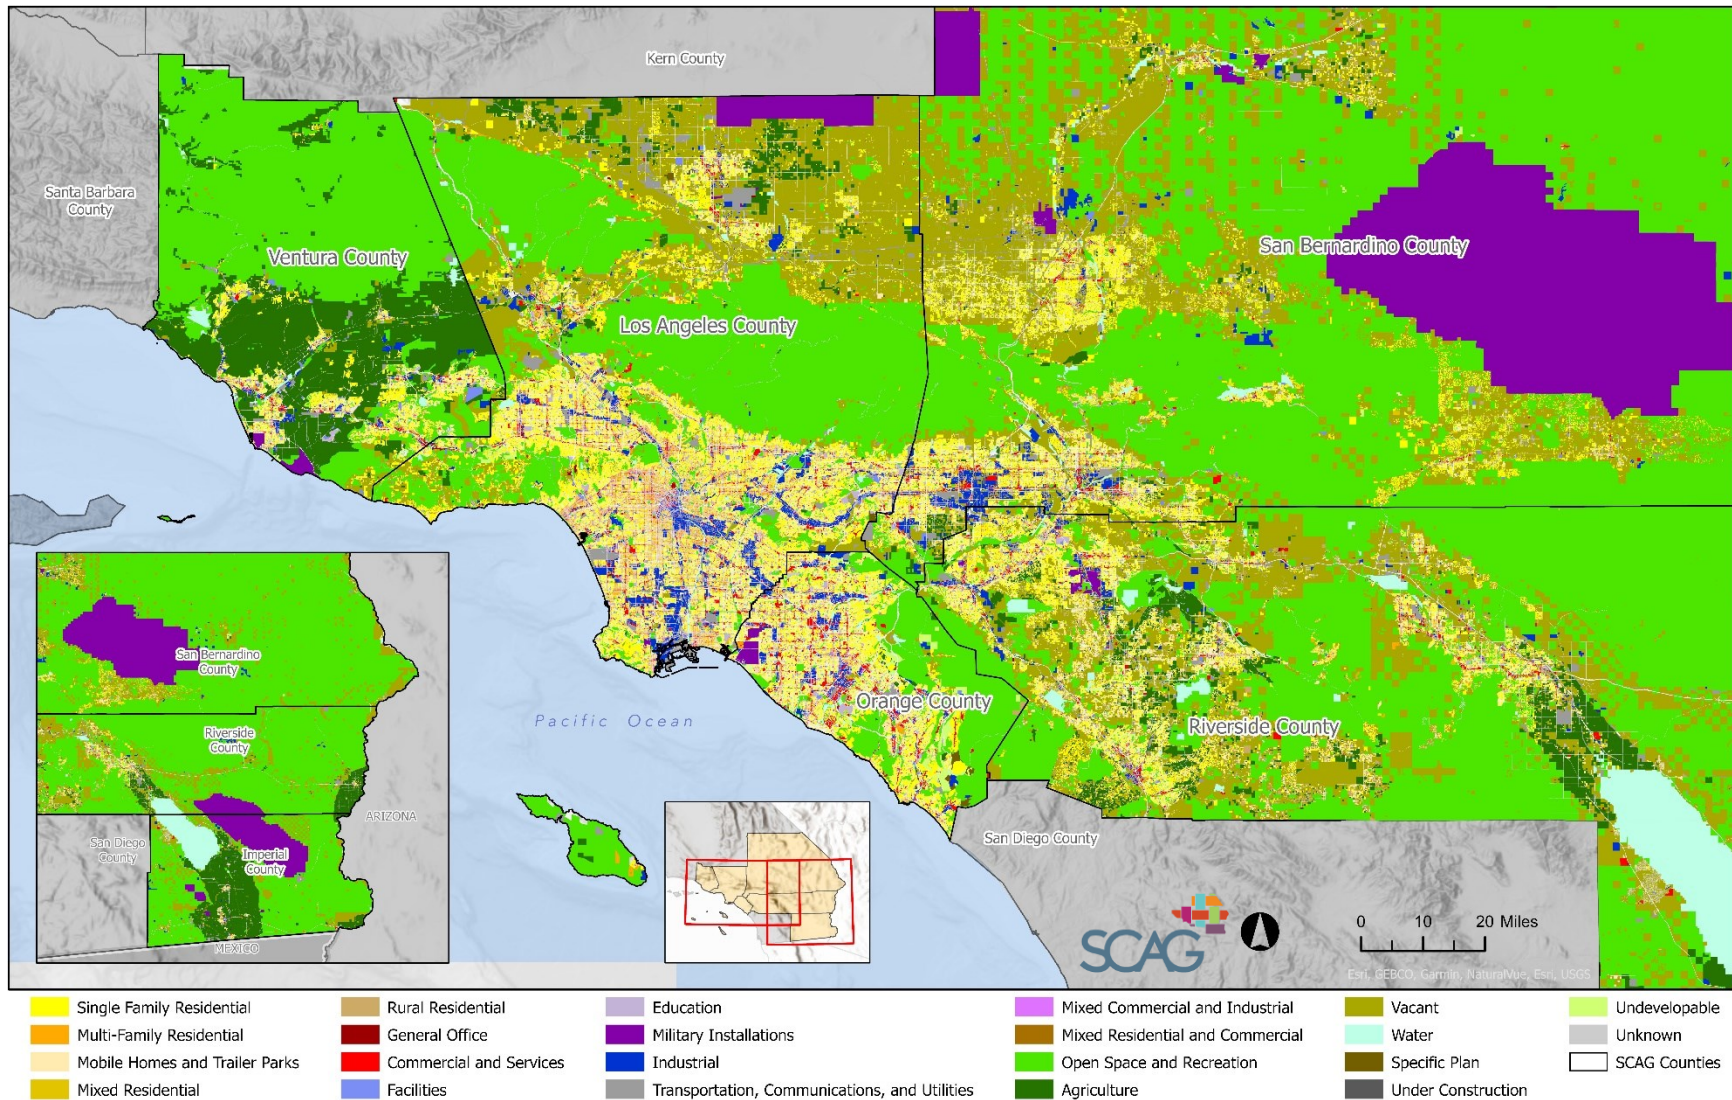 Kern County
Santa Barbara
County
Ventura County
Los Angeles County
San Bernardino County
Orange County
Riverside County
San Diego County
Pacific Ocean
San Bernardino
County
Riverside
County
ARIZONA
San Diego
County
Imperial
County
MEXICO
SCAG
0 10 20 Miles
Esri, GEBCO, Garmin, NaturalVue, Esri, USGS
Single Family Residential
Multi-Family Residential
Mobile Homes and Trailer Parks
Mixed Residential
Rural Residential
General Office
Commercial and Services
Facilities
Education
Military Installations
Industrial
Transportation, Communications, and Utilities
Mixed Commercial and Industrial
Mixed Residential and Commercial
Open Space and Recreation
Agriculture
Vacant
Water
Specific Plan
Under Construction
Undevelopable
Unknown
SCAG Counties